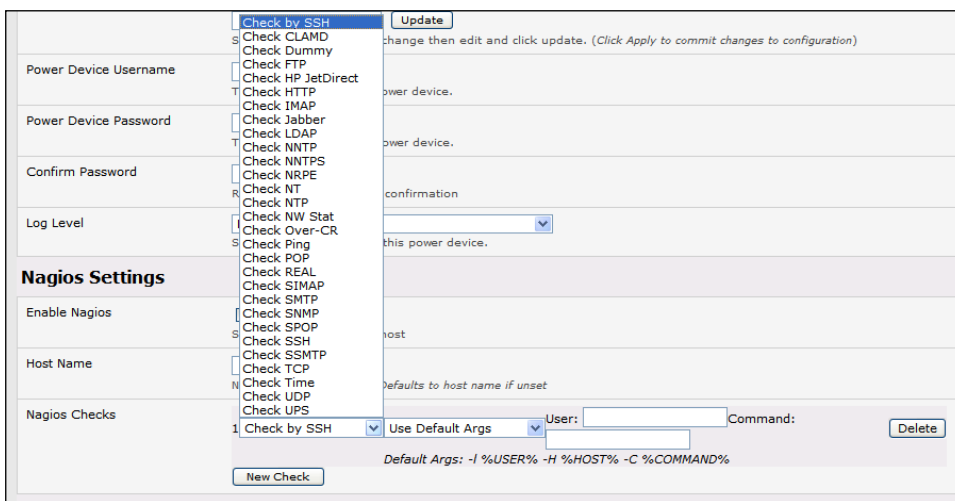 Check by SSH
Update
S
change then edit and click update. (Click Apply to commit changes to configuration)
Check CLAMD
Check Dummy
Check FTP
Check HP JetDirect
Check HTTP
Check IMAP
Check Jabber
Check LDAP
Check NNTP
Check NNTPS
Check NRPE
Check NT
Check NTP
Check NW Stat
Check Over-CR
Check Ping
Check POP
Check REAL
Check SIMAP
Check SMTP
Check SNMP
Check SPOP
Check SSH
Check SSMTP
Check TCP
Check Time
Check UDP
Check UPS
Power Device Username
T
ower device.
Power Device Password
T
ower device.
Confirm Password
R
confirmation
Log Level
S
this power device.
Nagios Settings
Enable Nagios
S
host
Host Name
N
Defaults to host name if unset
Nagios Checks
1 Check by SSH Use Default Args User: Command: Delete
Default Args: -l %USER% -H %HOST% -C %COMMAND%
New Check